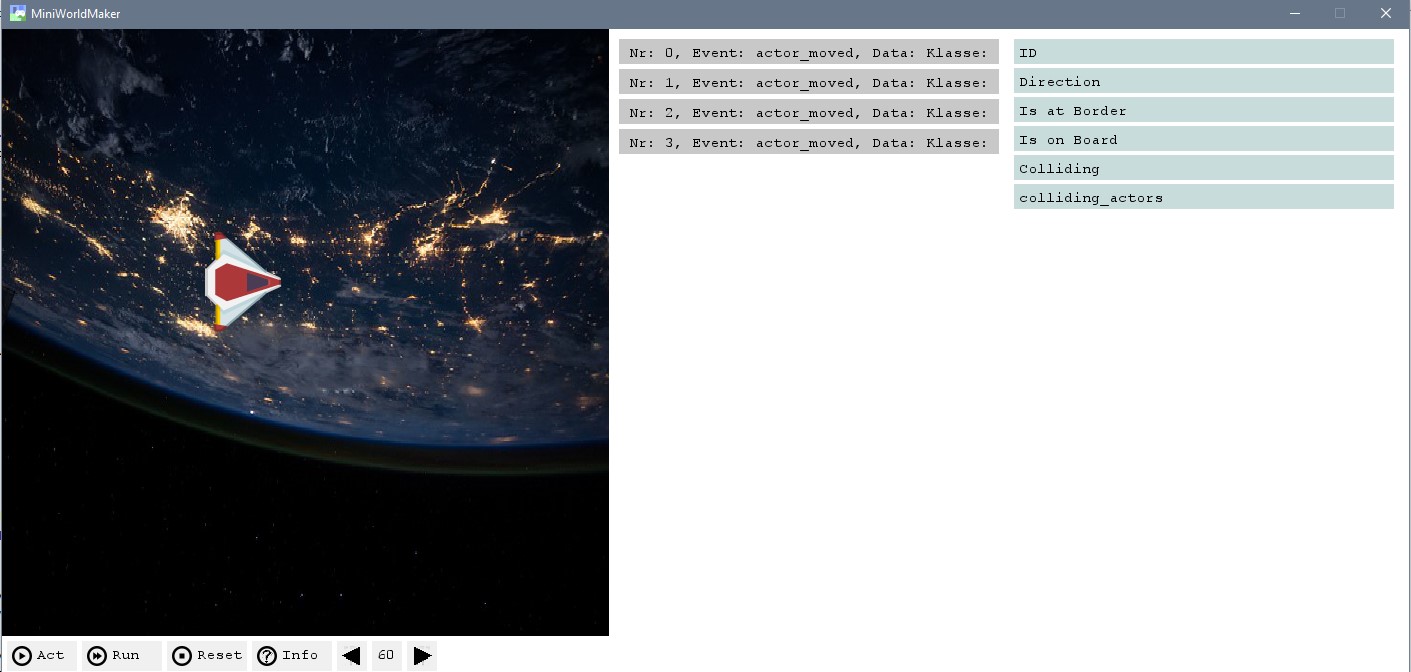 MiniWorldMaker
Nr: 0, Event: actor_moved, Data: Klasse:
Nr: 1, Event: actor_moved, Data: Klasse:
Nr: 2, Event: actor_moved, Data: Klasse:
Nr: 3, Event: actor_moved, Data: Klasse:
ID
Direction
Is at Border
Is on Board
Colliding
colliding_actors
Act Run Reset Info 60